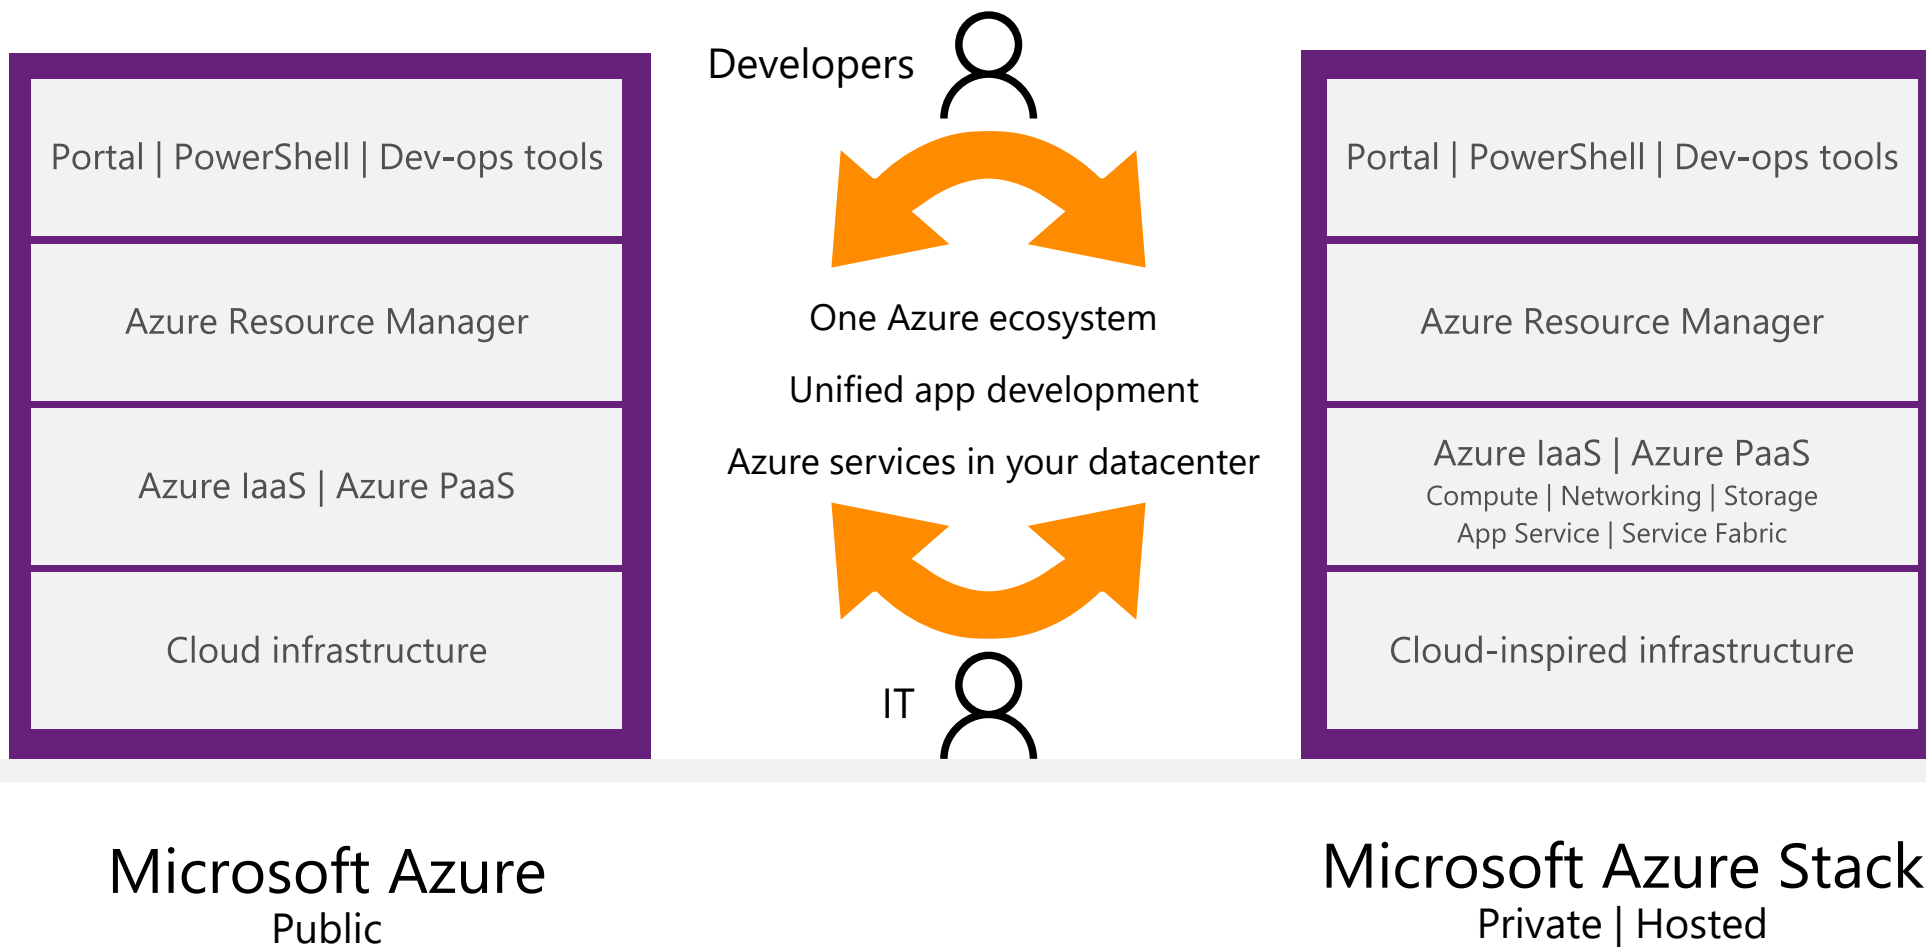 Portal | PowerShell | Dev-ops tools
Azure Resource Manager
Azure IaaS | Azure PaaS
Cloud infrastructure
Microsoft Azure
Public
Developers
One Azure ecosystem
Unified app development
Azure services in your datacenter
IT
Portal | PowerShell | Dev-ops tools
Azure Resource Manager
Azure IaaS | Azure PaaS
Compute | Networking | Storage
App Service | Service Fabric
Cloud-inspired infrastructure
Microsoft Azure Stack
Private | Hosted